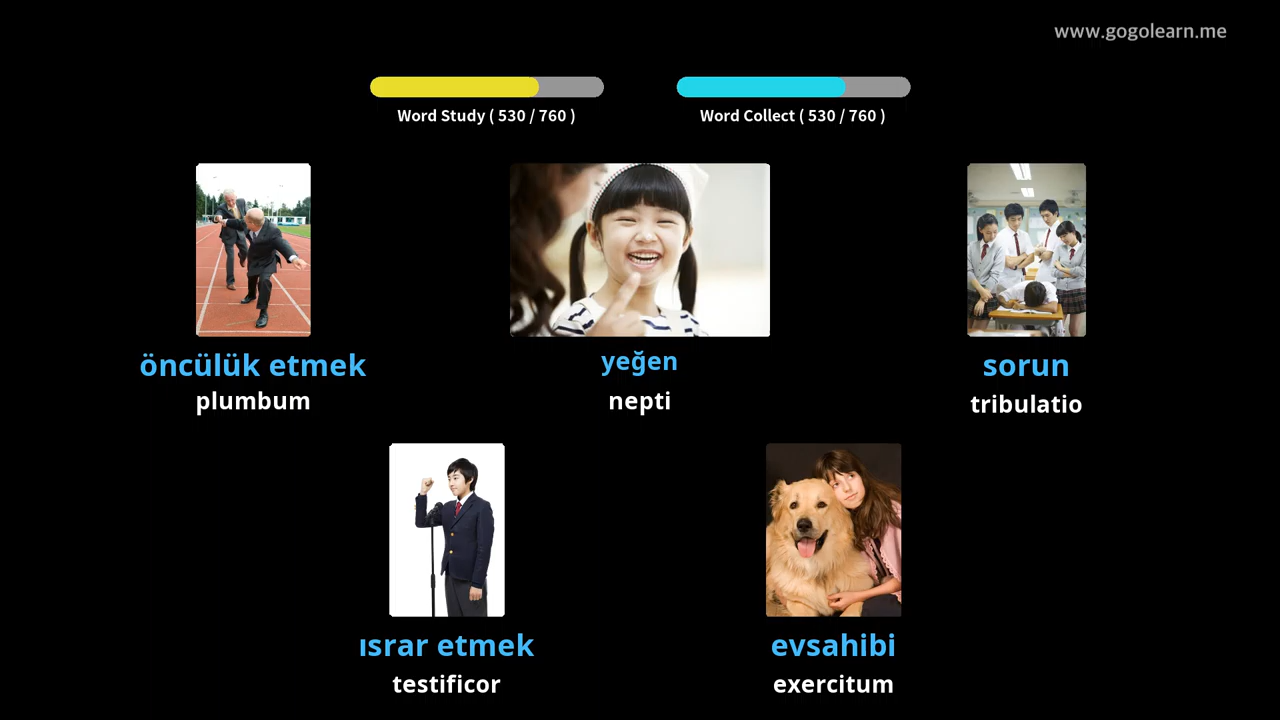 www.gogolearn.me
Word Study ( 530 / 760 )
Word Collect ( 530 / 760 )
öncülük etmek
plumbum
yeğen
nepti
sorun
tribulatio
ısrar etmek
testificor
evsahibi
exercitum